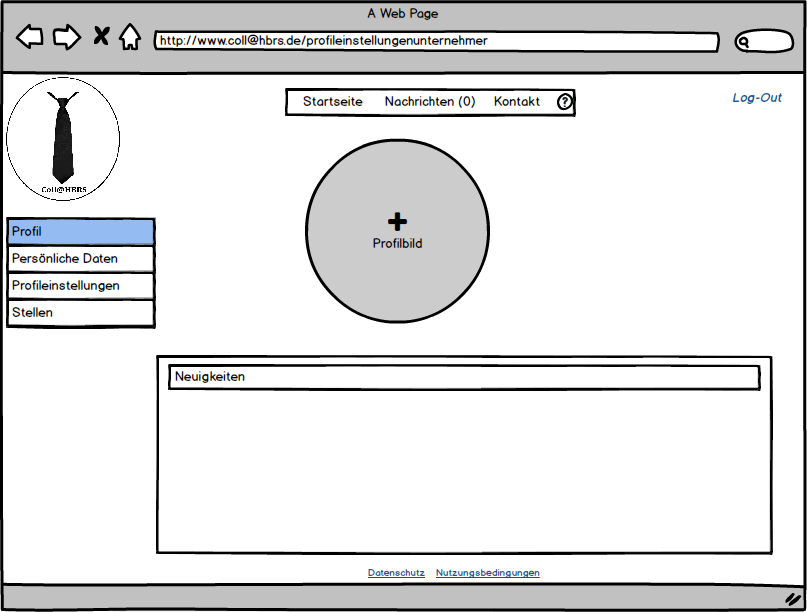 A Web Page
http://www.coll@hbrs.de/profileinstellungenunternehmer
Startseite Nachrichten (0) Kontakt ?
Log-Out
Coll@HBRS
Profil
Persönliche Daten
Profileinstellungen
Stellen
Profilbild
Neuigkeiten
Datenschutz Nutzungsbedingungen